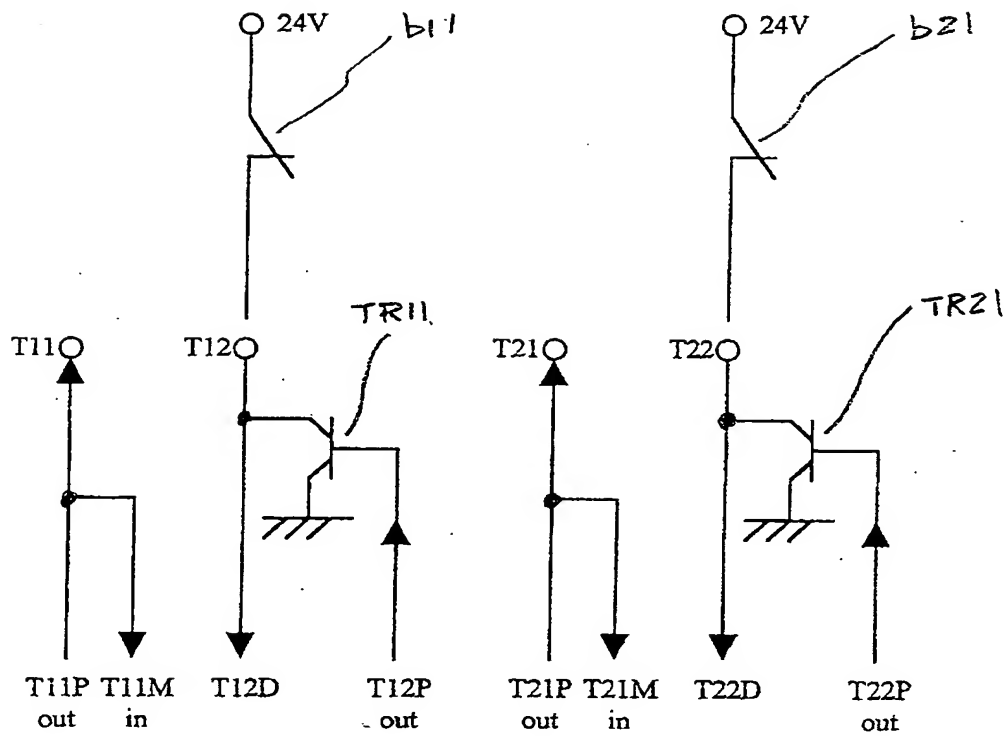 24V b11 24V b21
TR11 TR21
T11 T12 T21 T22
T11P T11M T12D T12P T21P T21M T22D T22P
out in out out in out